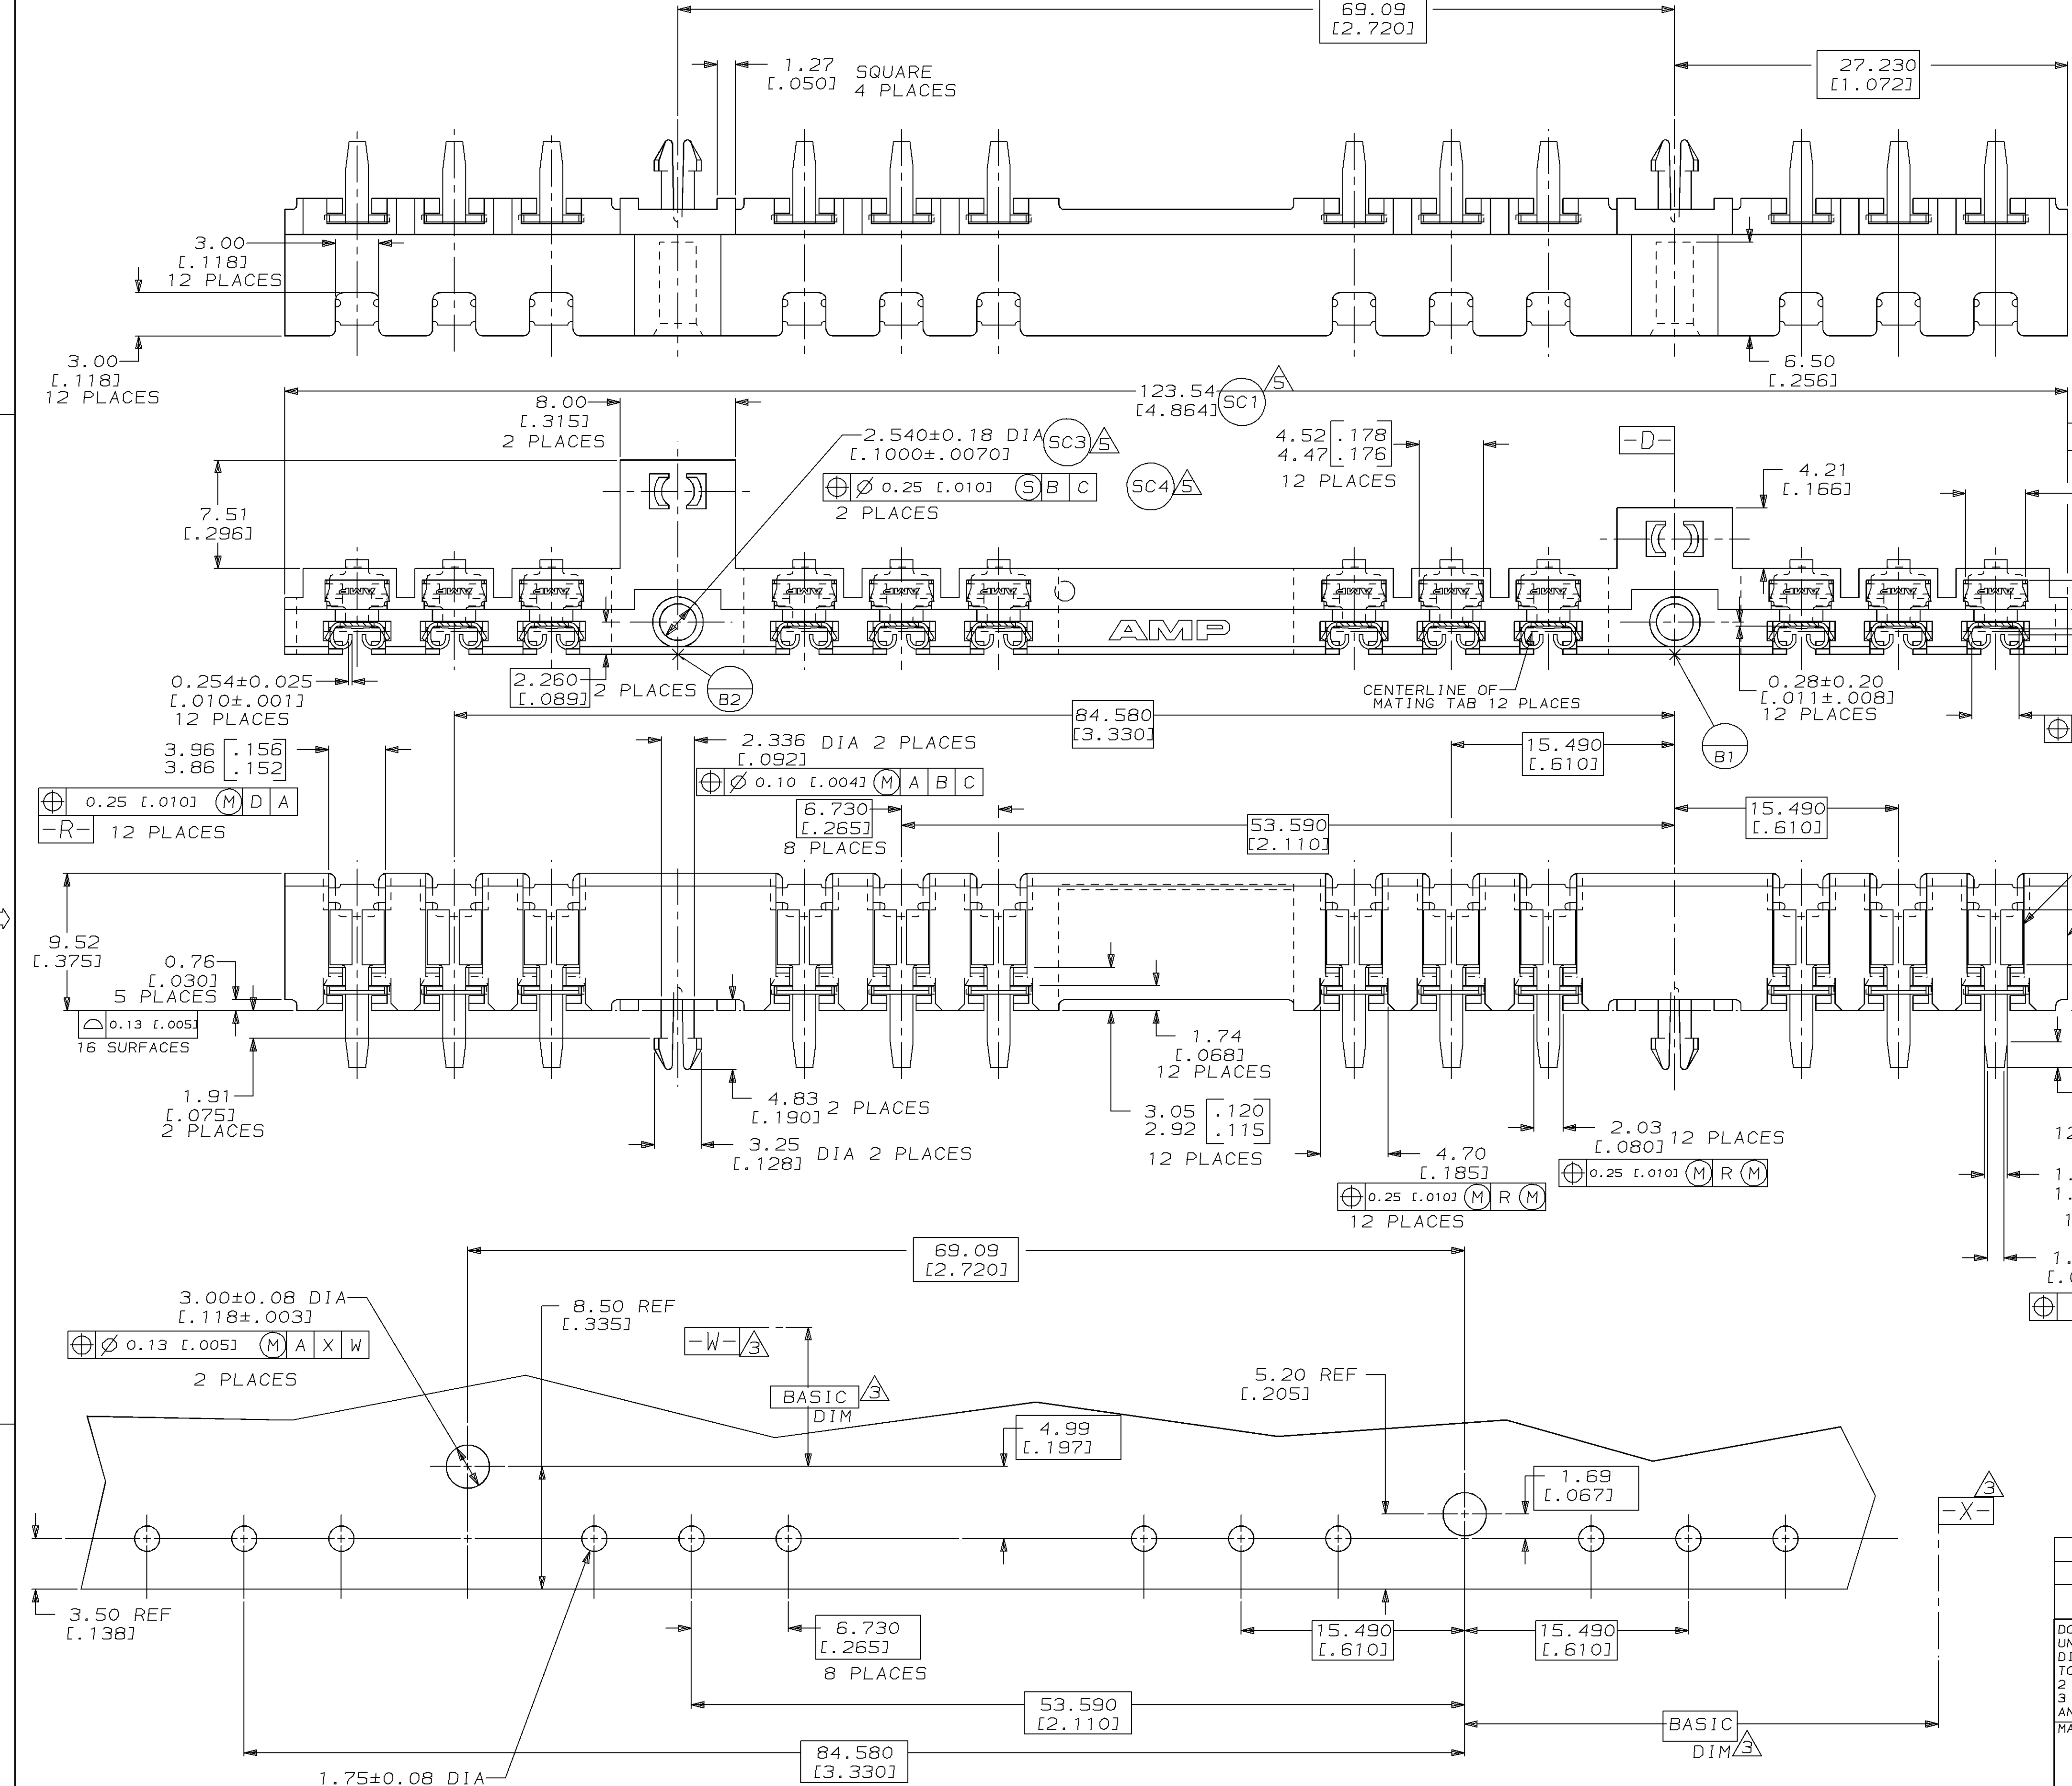 69.09
[2.720]
1.27
[.050]
SQUARE
4 PLACES
27.230
[1.072]
3.00
[.118]
12 PLACES
3.00
[.118]
12 PLACES
6.50
[.256]
123.54
[4.864]
SC1
5
8.00
[.315]
2 PLACES
2.540±0.18 DIA
[.1000±.0070]
SC3
5
⌖ Ø 0.25 [.010] Ⓢ B C
2 PLACES
SC4
5
4.52 [.178
4.47 [.176
12 PLACES
-D-
4.21
[.166]
7.51
[.296]
AMP AMP AMP AMP AMP AMP AMP AMP AMP AMP AMP AMP
AMP
0.254±0.025
[.010±.001]
12 PLACES
2.260
[.089]
2 PLACES
B2
CENTERLINE OF
MATING TAB 12 PLACES
0.28±0.20
[.011±.008]
12 PLACES
B1
84.580
[3.330]
15.490
[.610]
3.96 [.156]
3.86 [.152]
⌖ 0.25 [.010] Ⓜ D A
-R- 12 PLACES
2.336 DIA 2 PLACES
[.092]
⌖ Ø 0.10 [.004] Ⓜ A B C
6.730
[.265]
8 PLACES
53.590
[2.110]
15.490
[.610]
9.52
[.375]
0.76
[.030]
5 PLACES
⌓ 0.13 [.005]
16 SURFACES
1.91
[.075]
2 PLACES
4.83
[.190]
2 PLACES
3.25
[.128]
DIA 2 PLACES
1.74
[.068]
12 PLACES
3.05 [.120]
2.92 [.115]
12 PLACES
4.70
[.185]
⌖ 0.25 [.010] Ⓜ R Ⓜ
12 PLACES
2.03
[.080]
12 PLACES
⌖ 0.25 [.010] Ⓜ R Ⓜ
69.09
[2.720]
3.00±0.08 DIA
[.118±.003]
⌖ Ø 0.13 [.005] Ⓜ A X W
2 PLACES
8.50 REF
[.335]
-W-
3
BASIC
3
DIM
5.20 REF
[.205]
4.99
[.197]
1.69
[.067]
3
-X-
3.50 REF
[.138]
6.730
[.265]
8 PLACES
15.490
[.610]
15.490
[.610]
53.590
[2.110]
BASIC
DIM
3
84.580
[3.330]
1.75±0.08 DIA